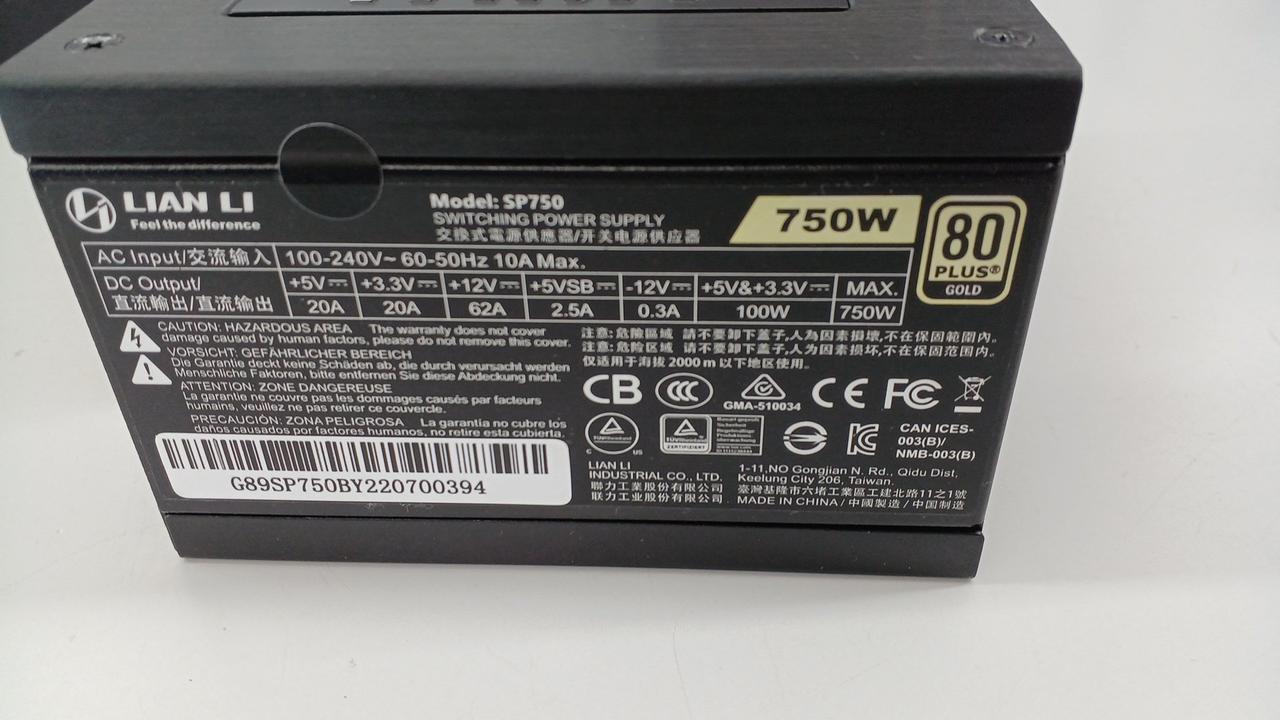 LIAN LI
Feel the difference
Model: SP750
SWITCHING POWER SUPPLY
交換式電源供應器/开关电源供应器
750W
80
PLUS®
GOLD
AC Input/交流輸入 100-240V~ 60-50Hz 10A Max.
DC Output/
直流輸出/直流输出
+5V⎓ +3.3V⎓ +12V⎓ +5VSB⎓ -12V⎓ +5V&+3.3V⎓ MAX.
20A 20A 62A 2.5A 0.3A 100W 750W
CAUTION: HAZARDOUS AREA The warranty does not cover
damage caused by human factors, please do not remove this cover.
VORSICHT: GEFÄHRLICHER BEREICH
Die Garantie deckt keine Schäden ab, die durch verursacht werden
Menschliche Faktoren, bitte entfernen Sie diese Abdeckung nicht.
ATTENTION: ZONE DANGEREUSE
La garantie ne couvre pas les dommages causés par facteurs
humains, veuillez ne pas retirer ce couvercle.
PRECAUCIÓN: ZONA PELIGROSA La garantía no cubre los
daños causados por factores humanos, no retire esta cubierta.
注意: 危險區域 請不要卸下蓋子,人為因素損壞,不在保固範圍內。
注意: 危险区域 请不要卸下盖子,人为因素损坏,不在保固范围内。
仅适用于海拔 2000 m 以下地区使用。
CB
CCC
GMA-510034
CE
FC
TÜVRheinland
C US
TÜVRheinland
ZERTIFIZIERT
Bauart geprüft
Sicherheit
Regelmäßige
Produktions-
überwachung
CAN ICES-
003(B)/
NMB-003(B)
G89SP750BY220700394
LIAN LI
INDUSTRIAL CO., LTD.
聯力工業股份有限公司
联力工业股份有限公司
1-11,NO Gongjian N. Rd., Qidu Dist,
Keelung City 206, Taiwan.
臺灣基隆市六堵工業區工建北路11之1號
MADE IN CHINA / 中國製造 / 中国制造